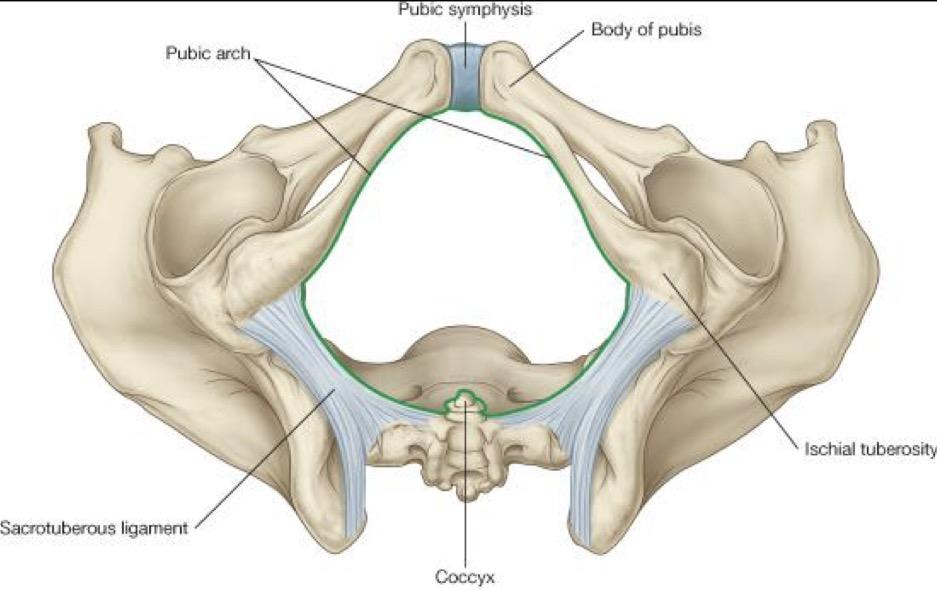 Pubic symphysis
Body of pubis
Pubic arch
Ischial tuberosity
Sacrotuberous ligament
Coccyx